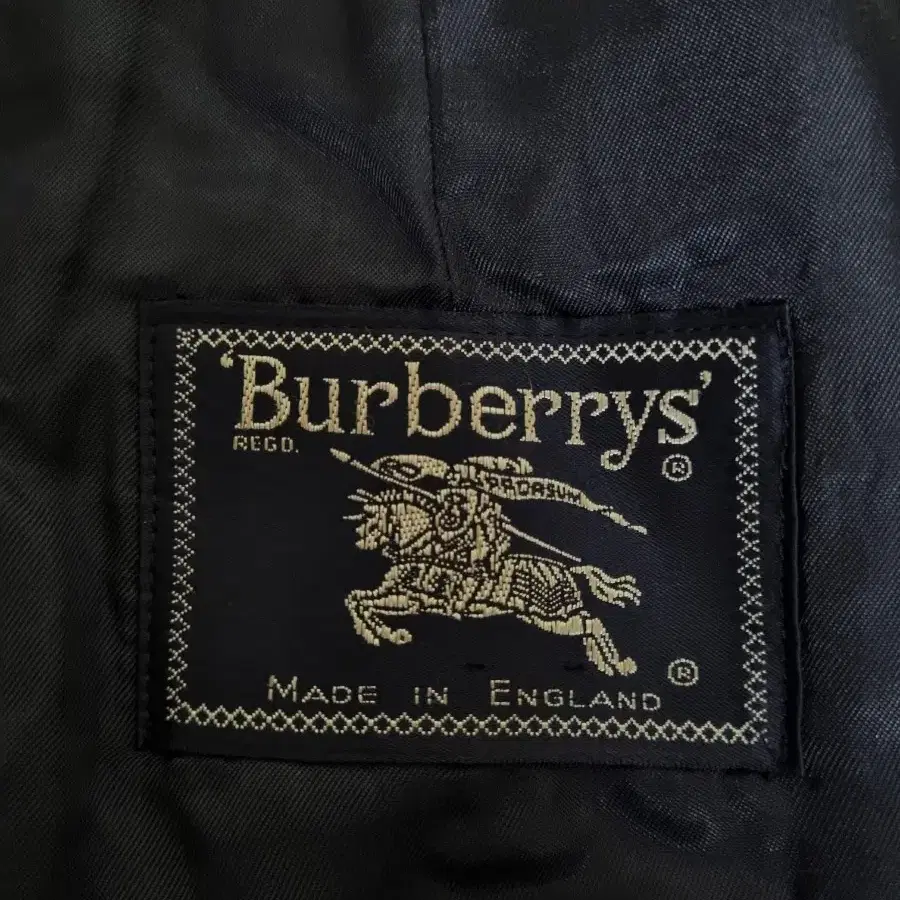 'Burberrys'
REGD.
®
PRORSUM
®
MADE IN ENGLAND